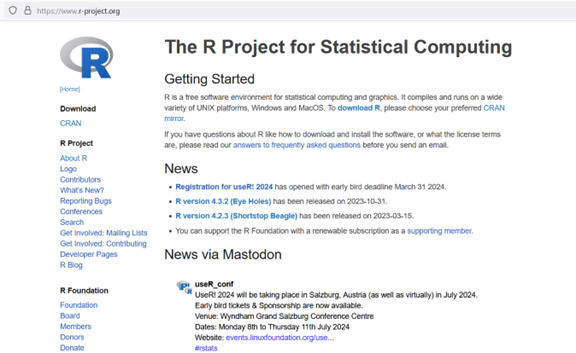 https://www.r-project.org
R
[Home]
Download
CRAN
R Project
About R
Logo
Contributors
What's New?
Reporting Bugs
Conferences
Search
Get Involved: Mailing Lists
Get Involved: Contributing
Developer Pages
R Blog
R Foundation
Foundation
Board
Members
Donors
Donate
The R Project for Statistical Computing
Getting Started
R is a free software environment for statistical computing and graphics. It compiles and runs on a wide
variety of UNIX platforms, Windows and MacOS. To download R, please choose your preferred CRAN
mirror.
If you have questions about R like how to download and install the software, or what the license terms
are, please read our answers to frequently asked questions before you send an email.
News
• Registration for useR! 2024 has opened with early bird deadline March 31 2024.
• R version 4.3.2 (Eye Holes) has been released on 2023-10-31.
• R version 4.2.3 (Shortstop Beagle) has been released on 2023-03-15.
• You can support the R Foundation with a renewable subscription as a supporting member.
News via Mastodon
R
useR_conf
UseR! 2024 will be taking place in Salzburg, Austria (as well as virtually) in July 2024.
Early bird tickets & Sponsorship are now available.
Venue: Wyndham Grand Salzburg Conference Centre
Dates: Monday 8th to Thursday 11th July 2024
Website: events.linuxfoundation.org/use...
#rstats